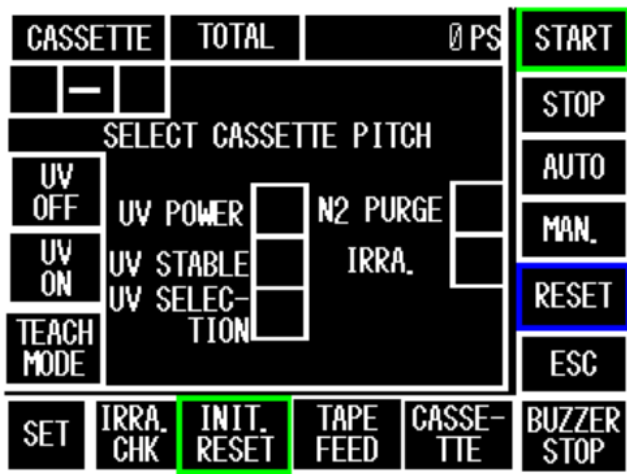 CASSETTE TOTAL 0 PS START
– STOP
SELECT CASSETTE PITCH
AUTO
UV
OFF
UV POWER N2 PURGE
MAN.
UV
ON
UV STABLE IRRA.
RESET
UV SELEC-
TION
TEACH
MODE
ESC
SET
IRRA.
CHK
INIT.
RESET
TAPE
FEED
CASSE-
TTE
BUZZER
STOP